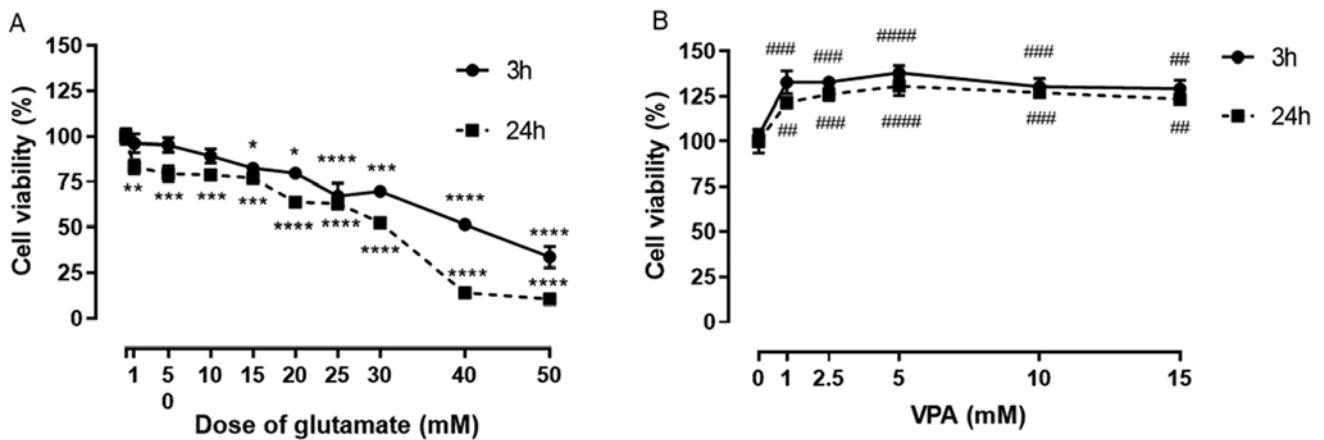 A
Cell viability (%)
150
125
100
75
50
25
0
3h
24h
* * **** *** **** ****
** *** *** *** **** **** **** **** ****
1 5 10 15 20 25 30 40 50
0
Dose of glutamate (mM)
B
Cell viability (%)
150
125
100
75
50
25
0
3h
24h
### ### #### ### ##
## ### #### ### ##
0 1 2.5 5 10 15
VPA (mM)